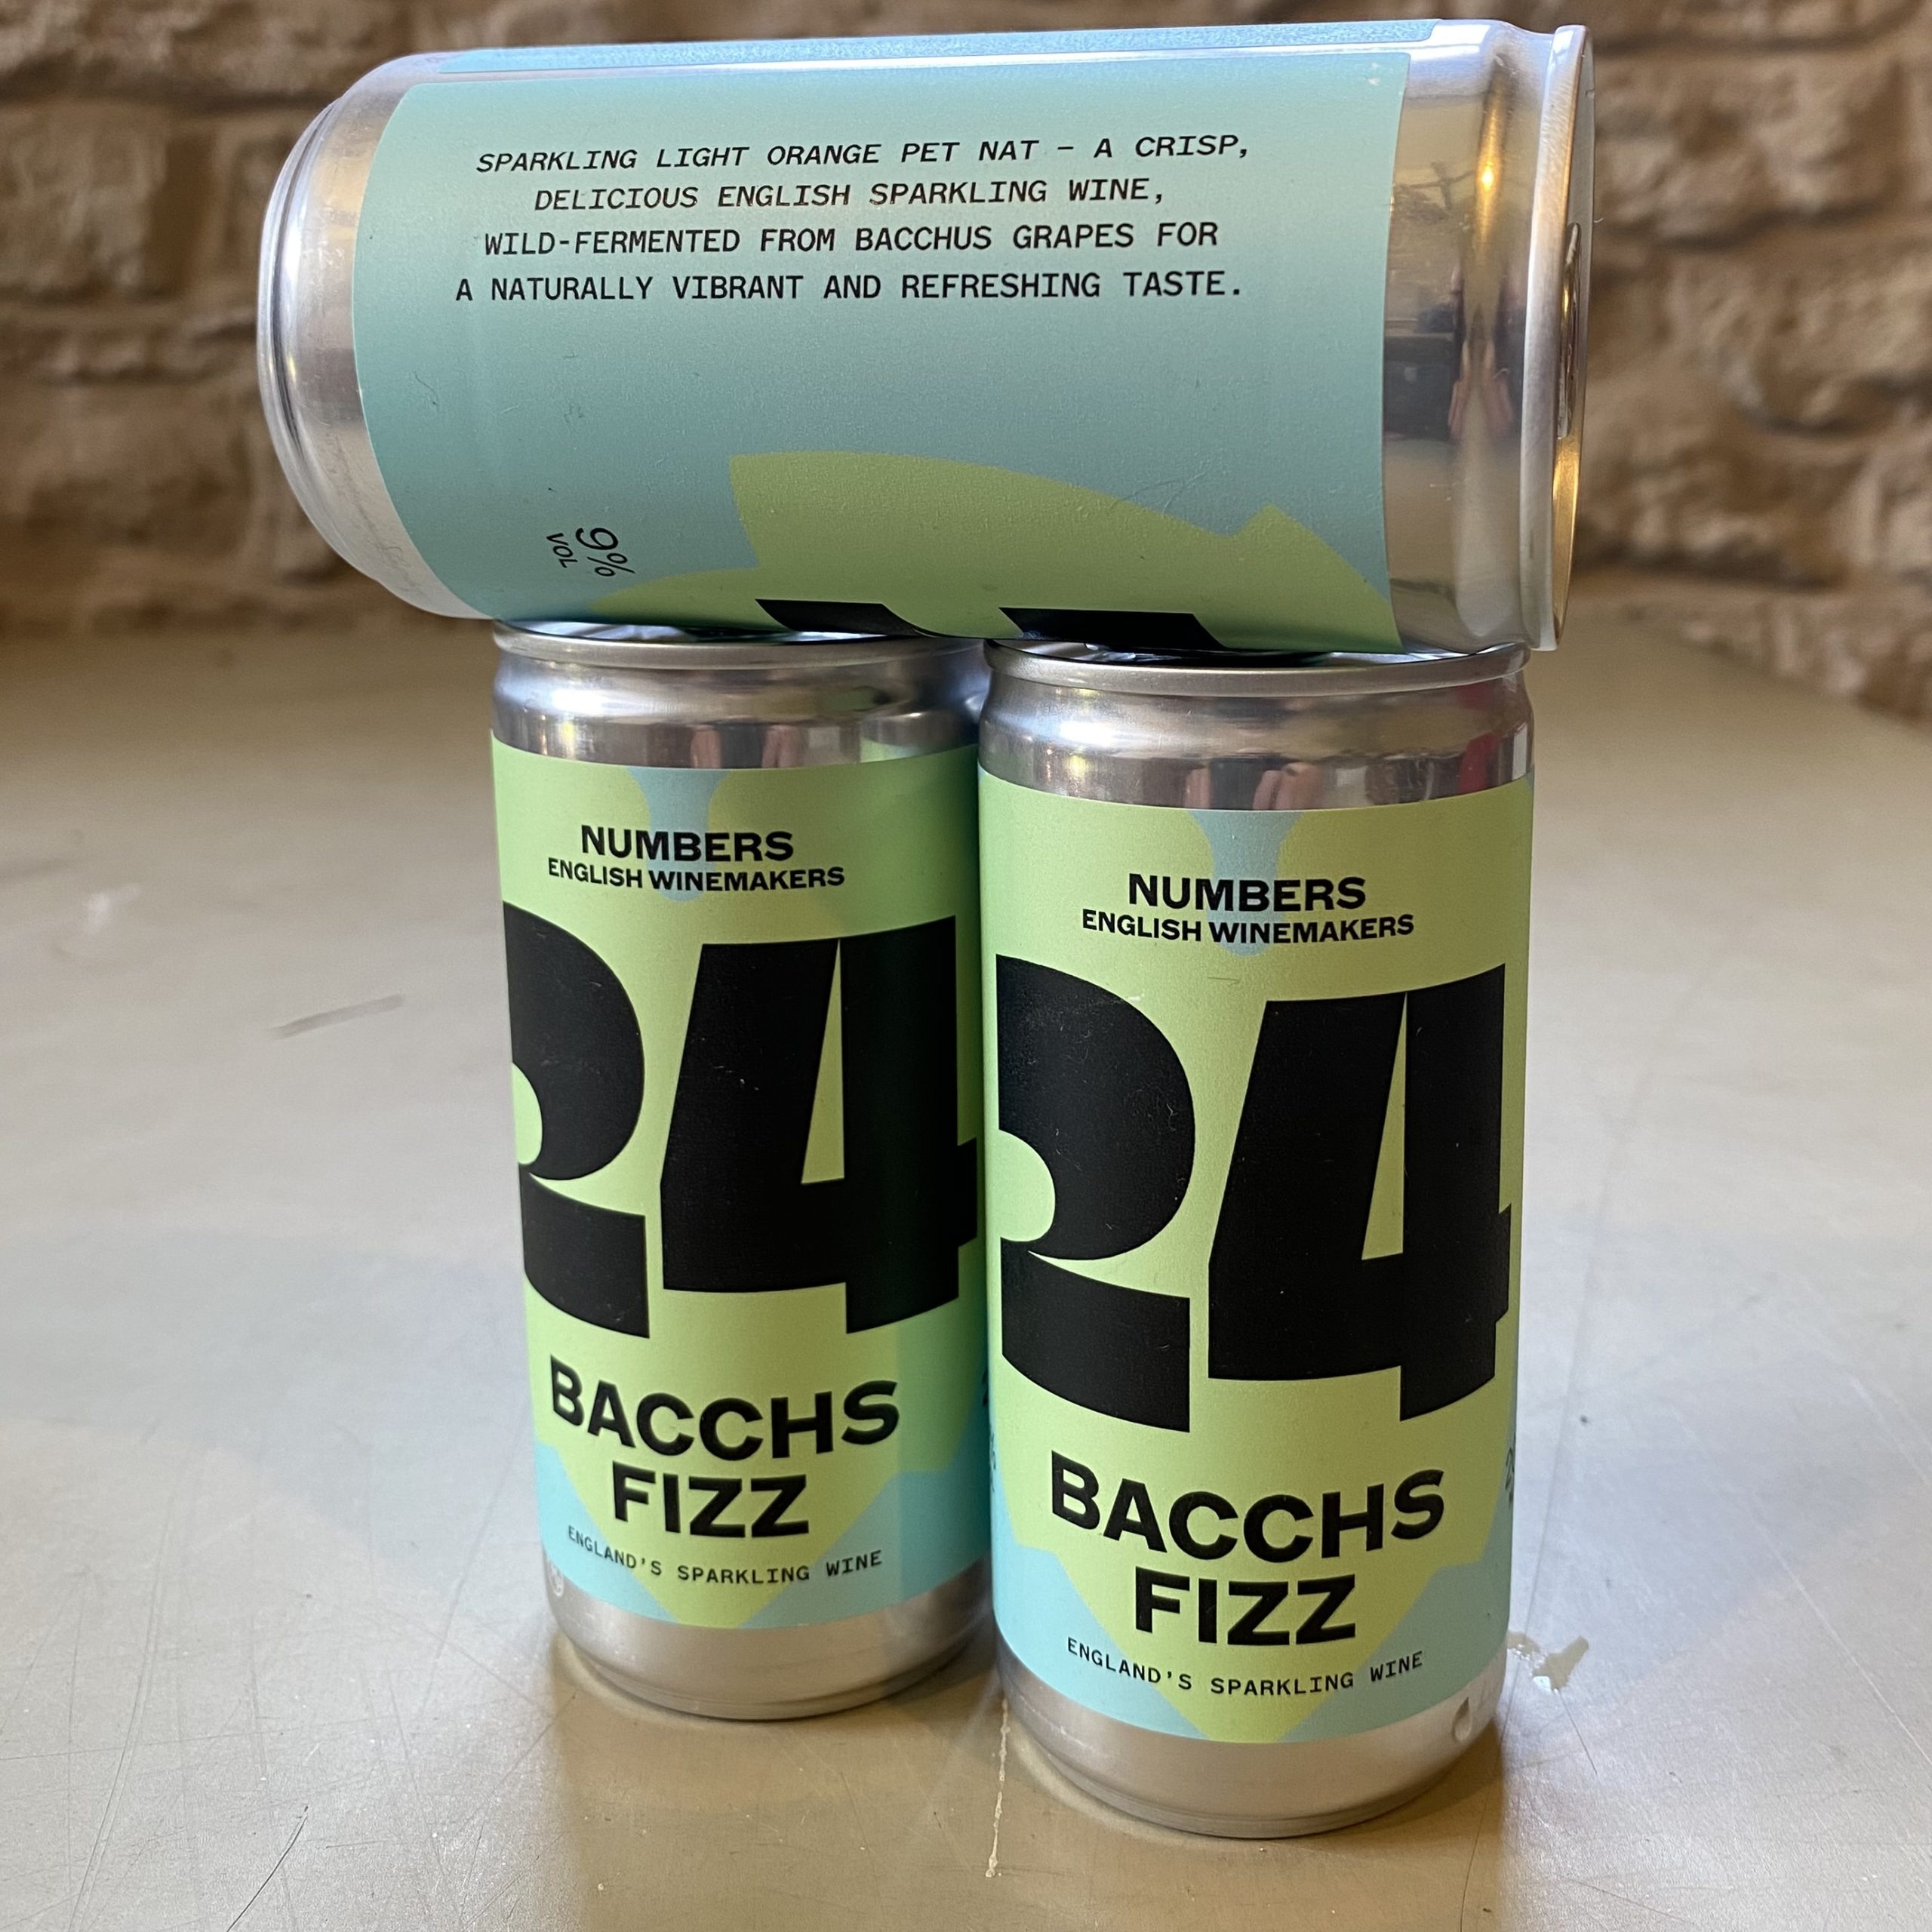 SPARKLING LIGHT ORANGE PET NAT – A CRISP,
DELICIOUS ENGLISH SPARKLING WINE,
WILD-FERMENTED FROM BACCHUS GRAPES FOR
A NATURALLY VIBRANT AND REFRESHING TASTE.
9%
VOL
NUMBERS
ENGLISH WINEMAKERS
24
BACCHS
FIZZ
ENGLAND'S SPARKLING WINE
NUMBERS
ENGLISH WINEMAKERS
24
BACCHS
FIZZ
ENGLAND'S SPARKLING WINE